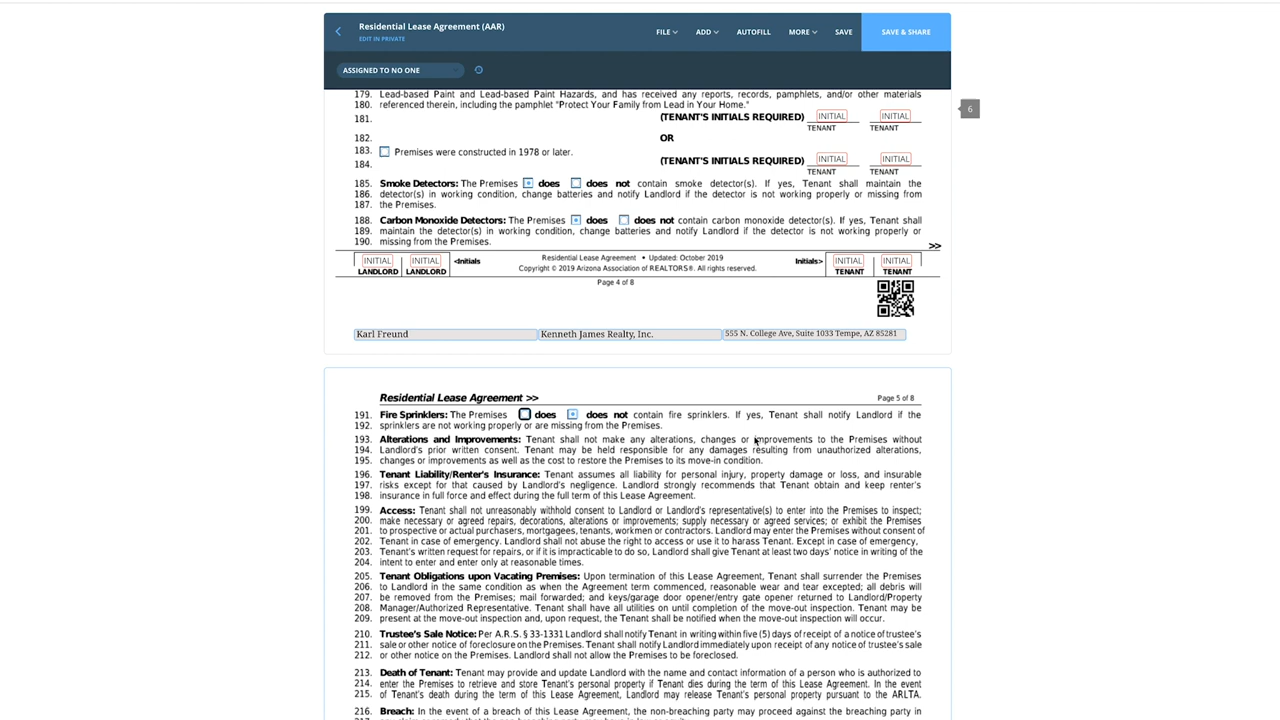 Residential Lease Agreement (AAR)
EDIT IN PRIVATE
FILE ADD AUTOFILL MORE SAVE SAVE & SHARE
ASSIGNED TO NO ONE
6
179. Lead-based Paint and Lead-based Paint Hazards, and has received any reports, records, pamphlets, and/or other materials
180. referenced therein, including the pamphlet "Protect Your Family from Lead in Your Home."
181. (TENANT'S INITIALS REQUIRED) INITIAL INITIAL
TENANT TENANT
182. OR
183. Premises were constructed in 1978 or later.
184. (TENANT'S INITIALS REQUIRED) INITIAL INITIAL
TENANT TENANT
185. Smoke Detectors: The Premises does does not contain smoke detector(s). If yes, Tenant shall maintain the
186. detector(s) in working condition, change batteries and notify Landlord if the detector is not working properly or missing from
187. the Premises.
188. Carbon Monoxide Detectors: The Premises does does not contain carbon monoxide detector(s). If yes, Tenant shall
189. maintain the detector(s) in working condition, change batteries and notify Landlord if the detector is not working properly or
190. missing from the Premises.
>>
INITIAL INITIAL <Initials Residential Lease Agreement • Updated: October 2019 Initials> INITIAL INITIAL
LANDLORD LANDLORD Copyright © 2019 Arizona Association of REALTORS®. All rights reserved. TENANT TENANT
Page 4 of 8
Karl Freund Kenneth James Realty, Inc. 555 N. College Ave, Suite 1033 Tempe, AZ 85281
Residential Lease Agreement >> Page 5 of 8
191. Fire Sprinklers: The Premises does does not contain fire sprinklers. If yes, Tenant shall notify Landlord if the
192. sprinklers are not working properly or are missing from the Premises.
193. Alterations and Improvements: Tenant shall not make any alterations, changes or improvements to the Premises without
194. Landlord's prior written consent. Tenant may be held responsible for any damages resulting from unauthorized alterations,
195. changes or improvements as well as the cost to restore the Premises to its move-in condition.
196. Tenant Liability/Renter's Insurance: Tenant assumes all liability for personal injury, property damage or loss, and insurable
197. risks except for that caused by Landlord's negligence. Landlord strongly recommends that Tenant obtain and keep renter's
198. insurance in full force and effect during the full term of this Lease Agreement.
199. Access: Tenant shall not unreasonably withhold consent to Landlord or Landlord's representative(s) to enter into the Premises to inspect;
200. make necessary or agreed repairs, decorations, alterations or improvements; supply necessary or agreed services; or exhibit the Premises
201. to prospective or actual purchasers, mortgagees, tenants, workmen or contractors. Landlord may enter the Premises without consent of
202. Tenant in case of emergency. Landlord shall not abuse the right to access or use it to harass Tenant. Except in case of emergency,
203. Tenant's written request for repairs, or if it is impracticable to do so, Landlord shall give Tenant at least two days' notice in writing of the
204. intent to enter and enter only at reasonable times.
205. Tenant Obligations upon Vacating Premises: Upon termination of this Lease Agreement, Tenant shall surrender the Premises
206. to Landlord in the same condition as when the Agreement term commenced, reasonable wear and tear excepted; all debris will
207. be removed from the Premises; mail forwarded; and keys/garage door opener/entry gate opener returned to Landlord/Property
208. Manager/Authorized Representative. Tenant shall have all utilities on until completion of the move-out inspection. Tenant may be
209. present at the move-out inspection and, upon request, the Tenant shall be notified when the move-out inspection will occur.
210. Trustee's Sale Notice: Per A.R.S. § 33-1331 Landlord shall notify Tenant in writing within five (5) days of receipt of a notice of trustee's
211. sale or other notice of foreclosure on the Premises. Tenant shall notify Landlord immediately upon receipt of any notice of trustee's sale
212. or other notice on the Premises. Landlord shall not allow the Premises to be foreclosed.
213. Death of Tenant: Tenant may provide and update Landlord with the name and contact information of a person who is authorized to
214. enter the Premises to retrieve and store Tenant's personal property if Tenant dies during the term of this Lease Agreement. In the event
215. of Tenant's death during the term of this Lease Agreement, Landlord may release Tenant's personal property pursuant to the ARLTA.
216. Breach: In the event of a breach of this Lease Agreement, the non-breaching party may proceed against the breaching party in